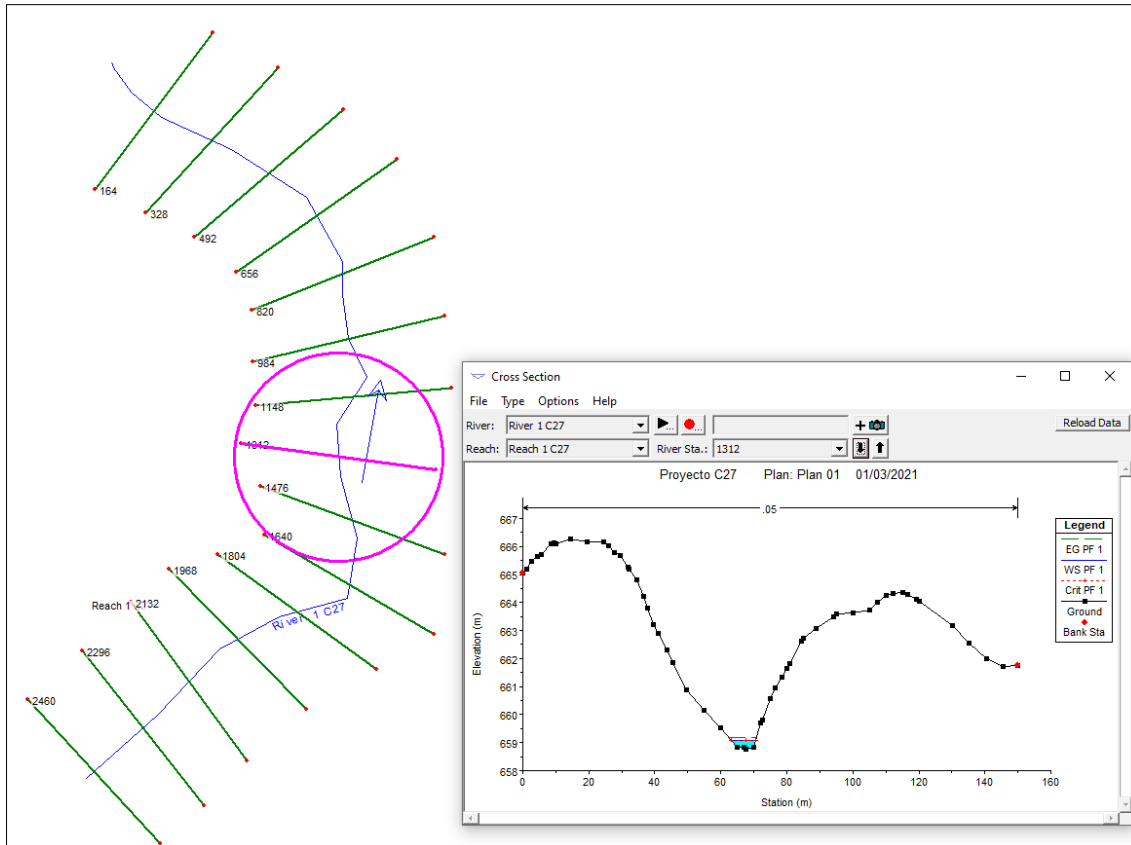 164
328
492
656
820
984
1148
1312
1476
1640
1804
1968
Reach 1
2132
2296
2460
River 1 C27
Cross Section
File Type Options Help
River: River 1 C27
Reload Data
Reach: Reach 1 C27 River Sta.: 1312
Proyecto C27 Plan: Plan 01 01/03/2021
.05
667
666
665
664
663
662
661
660
659
658
Elevation (m)
0 20 40 60 80 100 120 140 160
Station (m)
Legend
EG PF 1
WS PF 1
Crit PF 1
Ground
Bank Sta